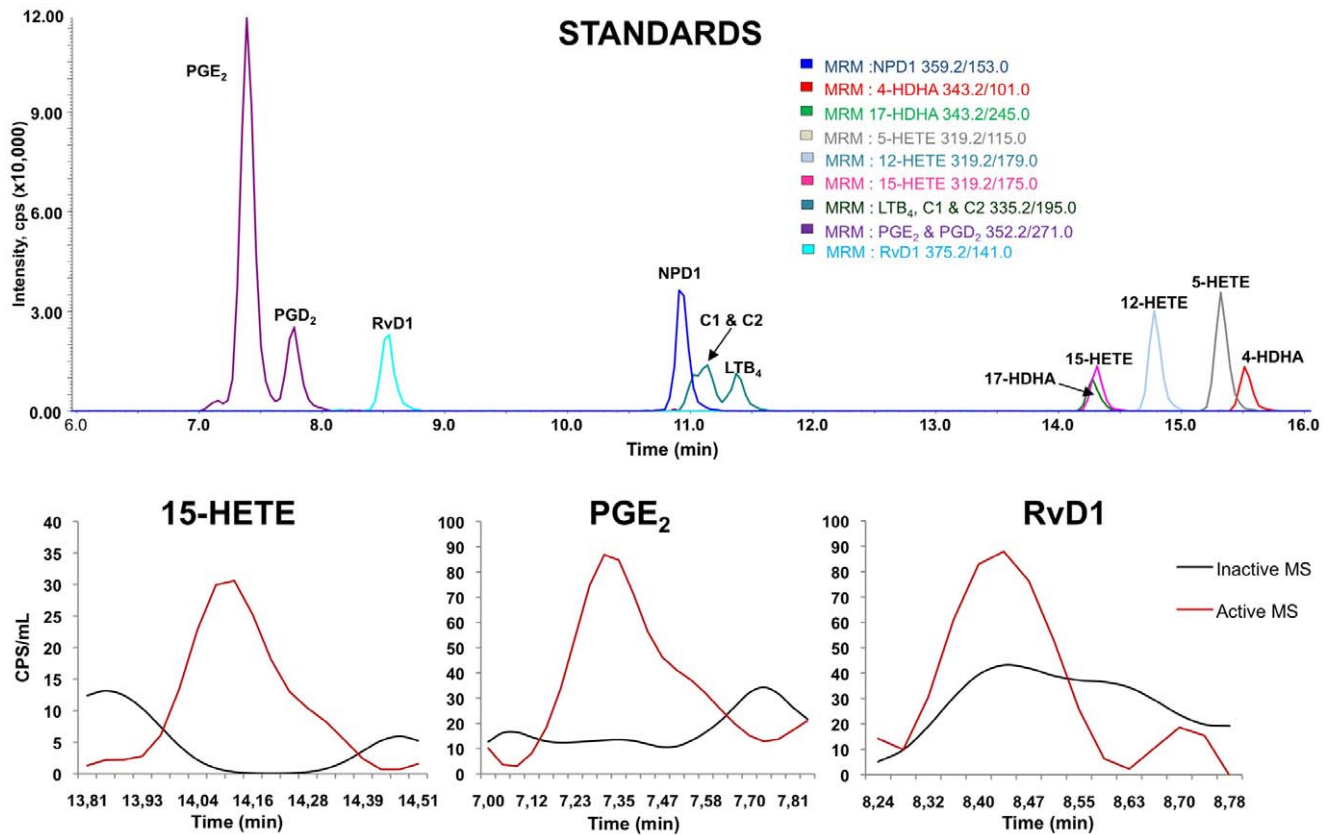 STANDARDS
12.00
9.00
6.00
3.00
0.00
Intensity, cps (x10,000)
PGE₂
PGD₂
RvD1
NPD1
C1 & C2
LTB₄
17-HDHA
15-HETE
12-HETE
5-HETE
4-HDHA
MRM :NPD1 359.2/153.0
MRM : 4-HDHA 343.2/101.0
MRM 17-HDHA 343.2/245.0
MRM : 5-HETE 319.2/115.0
MRM : 12-HETE 319.2/179.0
MRM : 15-HETE 319.2/175.0
MRM : LTB₄, C1 & C2 335.2/195.0
MRM : PGE₂ & PGD₂ 352.2/271.0
MRM : RvD1 375.2/141.0
6.0 7.0 8.0 9.0 10.0 11.0 12.0 13.0 14.0 15.0 16.0
Time (min)
15-HETE
40
35
30
25
20
15
10
5
0
CPS/mL
13,81 13,93 14,04 14,16 14,28 14,39 14,51
Time (min)
PGE₂
100
90
80
70
60
50
40
30
20
10
0
7,00 7,12 7,23 7,35 7,47 7,58 7,70 7,81
Time (min)
RvD1
100
90
80
70
60
50
40
30
20
10
0
8,24 8,32 8,40 8,47 8,55 8,63 8,70 8,78
Time (min)
Inactive MS
Active MS